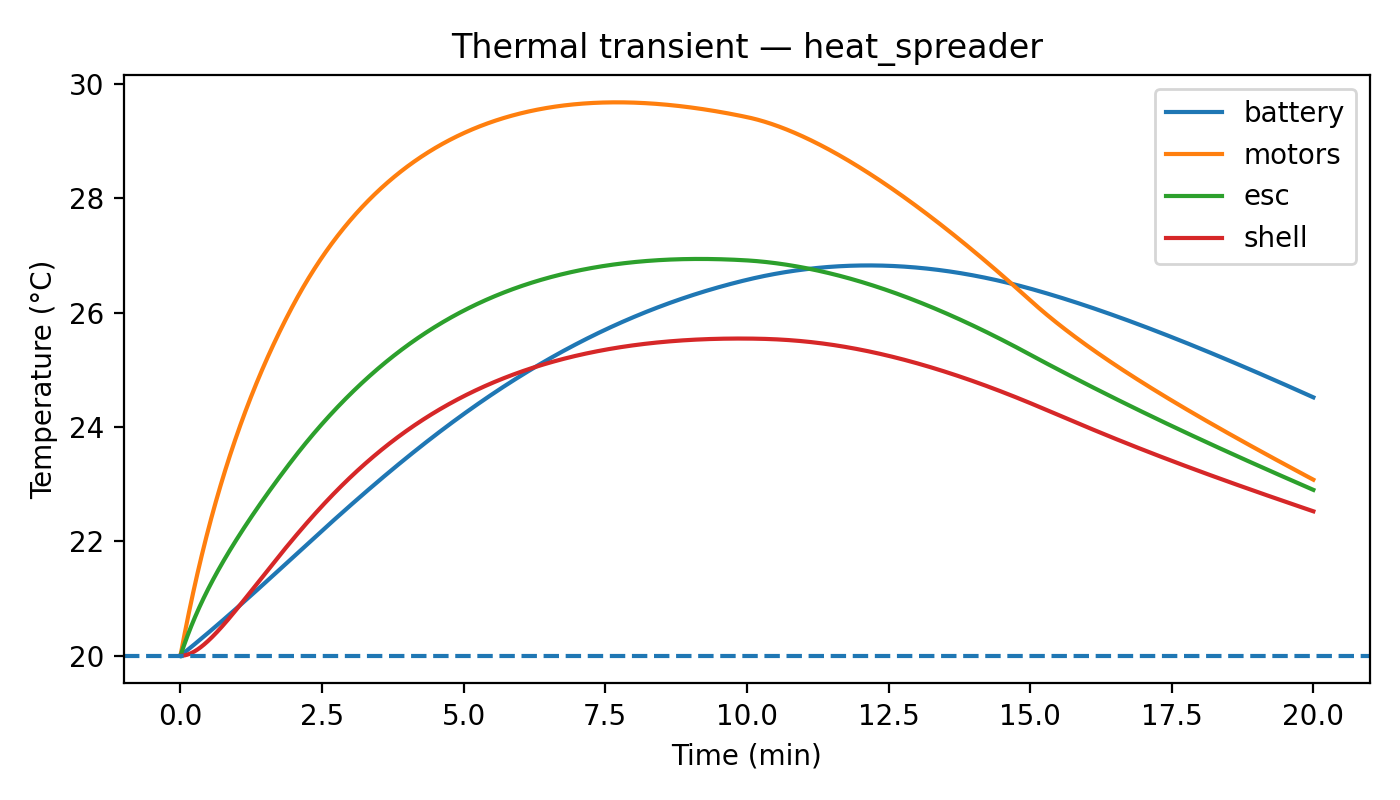 Thermal transient — heat_spreader
30
28
26
24
22
20
Temperature (°C)
battery
motors
esc
shell
0.0 2.5 5.0 7.5 10.0 12.5 15.0 17.5 20.0
Time (min)